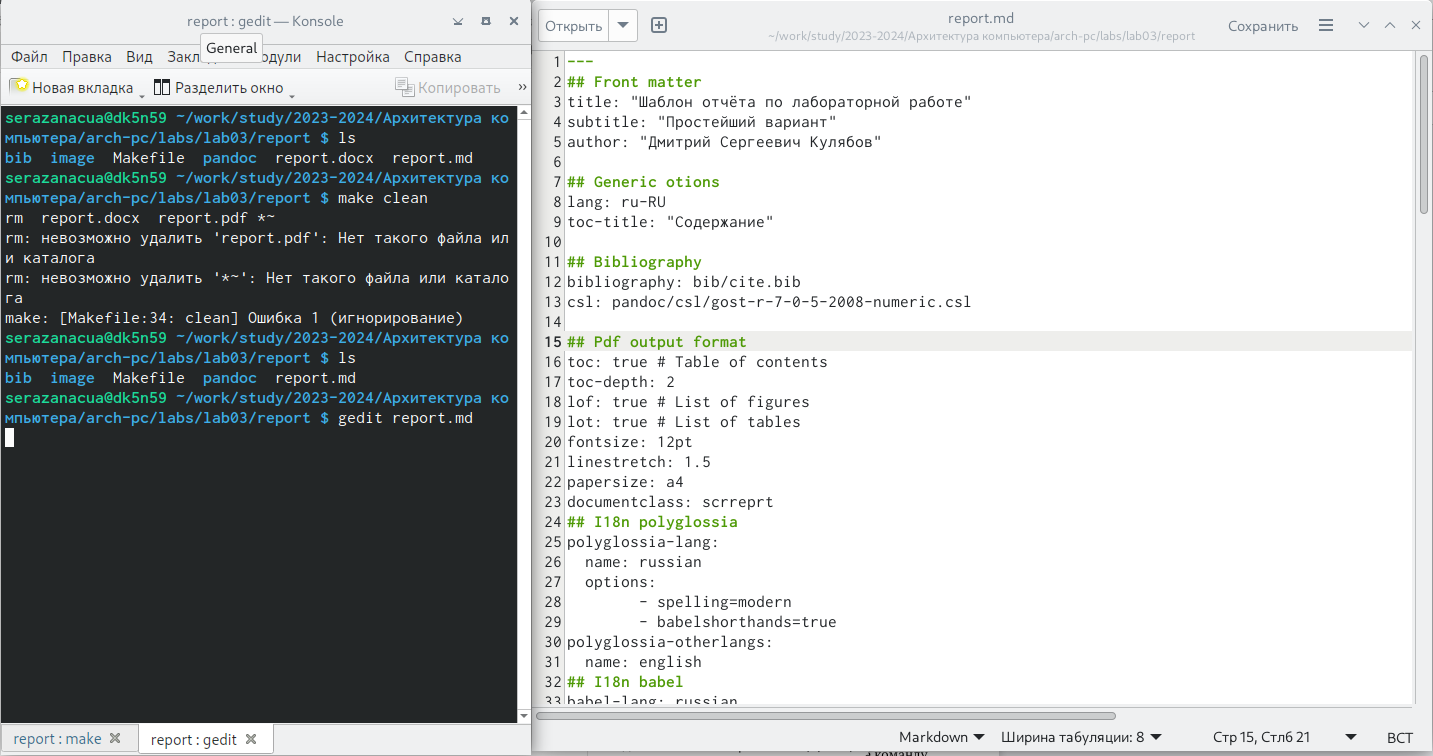 report : gedit — Konsole
General
Файл Правка Вид Закл одули Настройка Справка
Новая вкладка Разделить окно Копировать »
serazanacua@dk5n59 ~/work/study/2023-2024/Архитектура ко
мпьютера/arch-pc/labs/lab03/report $ ls
bib image Makefile pandoc report.docx report.md
serazanacua@dk5n59 ~/work/study/2023-2024/Архитектура ко
мпьютера/arch-pc/labs/lab03/report $ make clean
rm report.docx report.pdf *~
rm: невозможно удалить 'report.pdf': Нет такого файла ил
и каталога
rm: невозможно удалить '*~': Нет такого файла или катало
га
make: [Makefile:34: clean] Ошибка 1 (игнорирование)
serazanacua@dk5n59 ~/work/study/2023-2024/Архитектура ко
мпьютера/arch-pc/labs/lab03/report $ ls
bib image Makefile pandoc report.md
serazanacua@dk5n59 ~/work/study/2023-2024/Архитектура ко
мпьютера/arch-pc/labs/lab03/report $ gedit report.md
report : make
report : gedit
Открыть
report.md
~/work/study/2023-2024/Архитектура компьютера/arch-pc/labs/lab03/report
Сохранить
1 ---
2 ## Front matter
3 title: "Шаблон отчёта по лабораторной работе"
4 subtitle: "Простейший вариант"
5 author: "Дмитрий Сергеевич Кулябов"
6
7 ## Generic otions
8 lang: ru-RU
9 toc-title: "Содержание"
10
11 ## Bibliography
12 bibliography: bib/cite.bib
13 csl: pandoc/csl/gost-r-7-0-5-2008-numeric.csl
14
15 ## Pdf output format
16 toc: true # Table of contents
17 toc-depth: 2
18 lof: true # List of figures
19 lot: true # List of tables
20 fontsize: 12pt
21 linestretch: 1.5
22 papersize: a4
23 documentclass: scrreprt
24 ## I18n polyglossia
25 polyglossia-lang:
26 name: russian
27 options:
28 - spelling=modern
29 - babelshorthands=true
30 polyglossia-otherlangs:
31 name: english
32 ## I18n babel
33 babel-lang: russian
Markdown Ширина табуляции: 8 Стр 15, Стлб 21 ВСТ